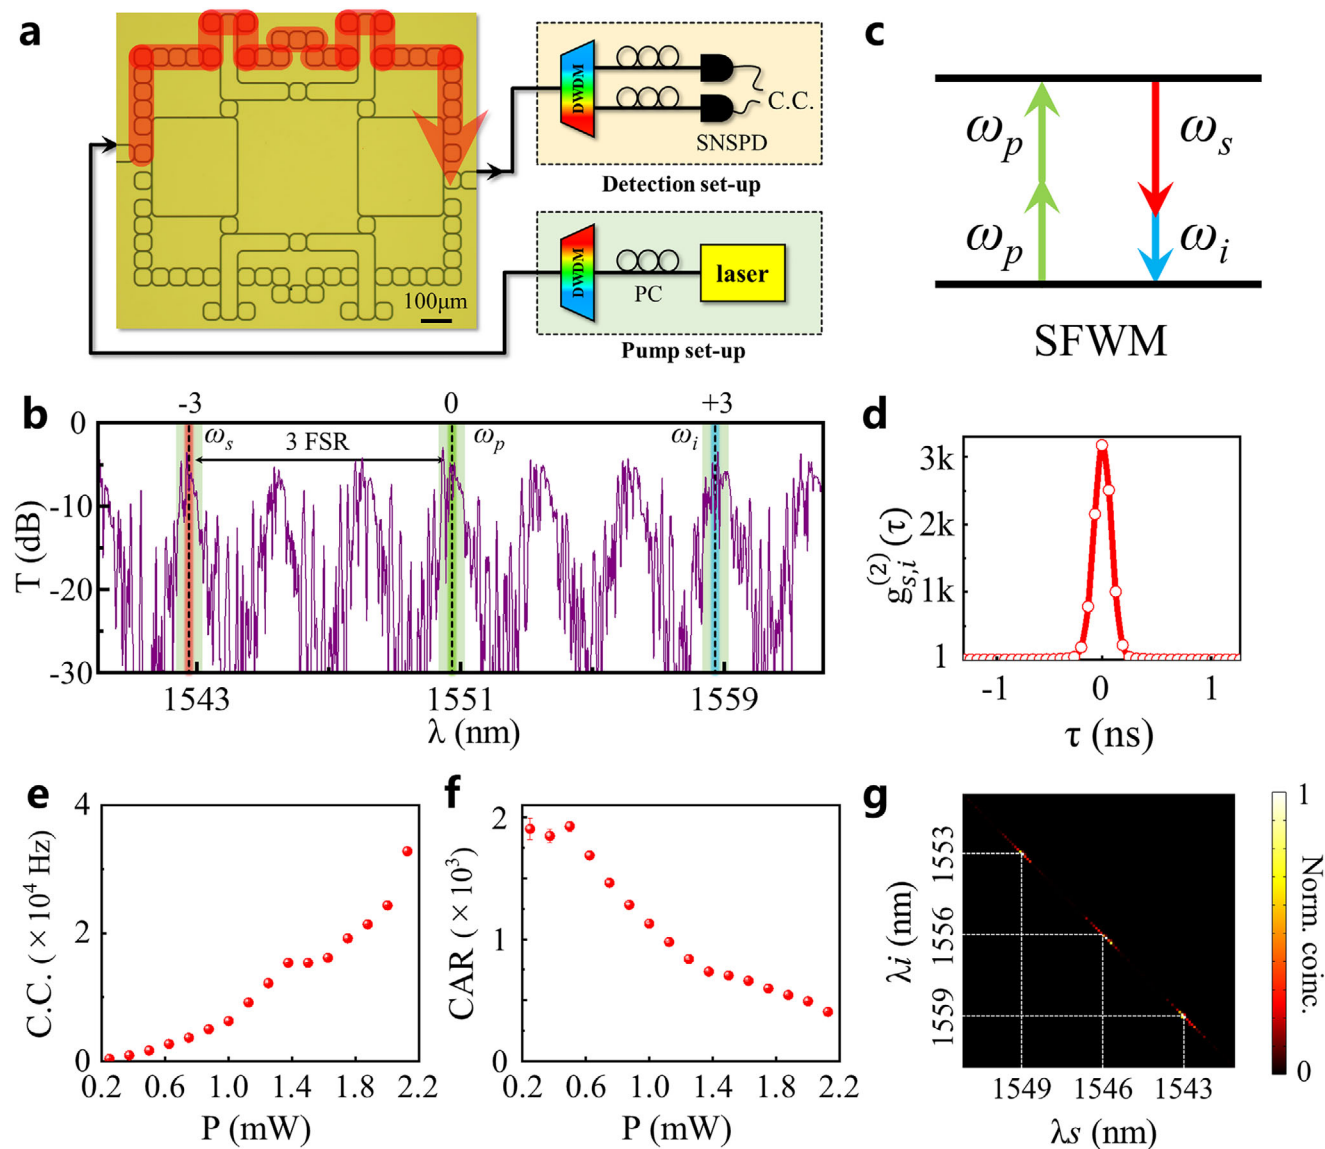 a
DWDM
C.C.
SNSPD
Detection set-up
DWDM
PC
laser
Pump set-up
100μm
c
ωp
ωs
ωp
ωi
SFWM
b
-3
0
+3
ωs
3 FSR
ωp
ωi
T (dB)
0
-10
-20
-30
1543
1551
1559
λ (nm)
d
g(2)s,i (τ)
3k
2k
1k
1
-1
0
1
τ (ns)
e
C.C. (×10⁴ Hz)
4
2
0
0.2
0.6
1.0
1.4
1.8
2.2
P (mW)
f
CAR (×10³)
2
1
0
0.2
0.6
1.0
1.4
1.8
2.2
P (mW)
g
λi (nm)
1553
1556
1559
1549
1546
1543
λs (nm)
1
Norm. coinc.
0